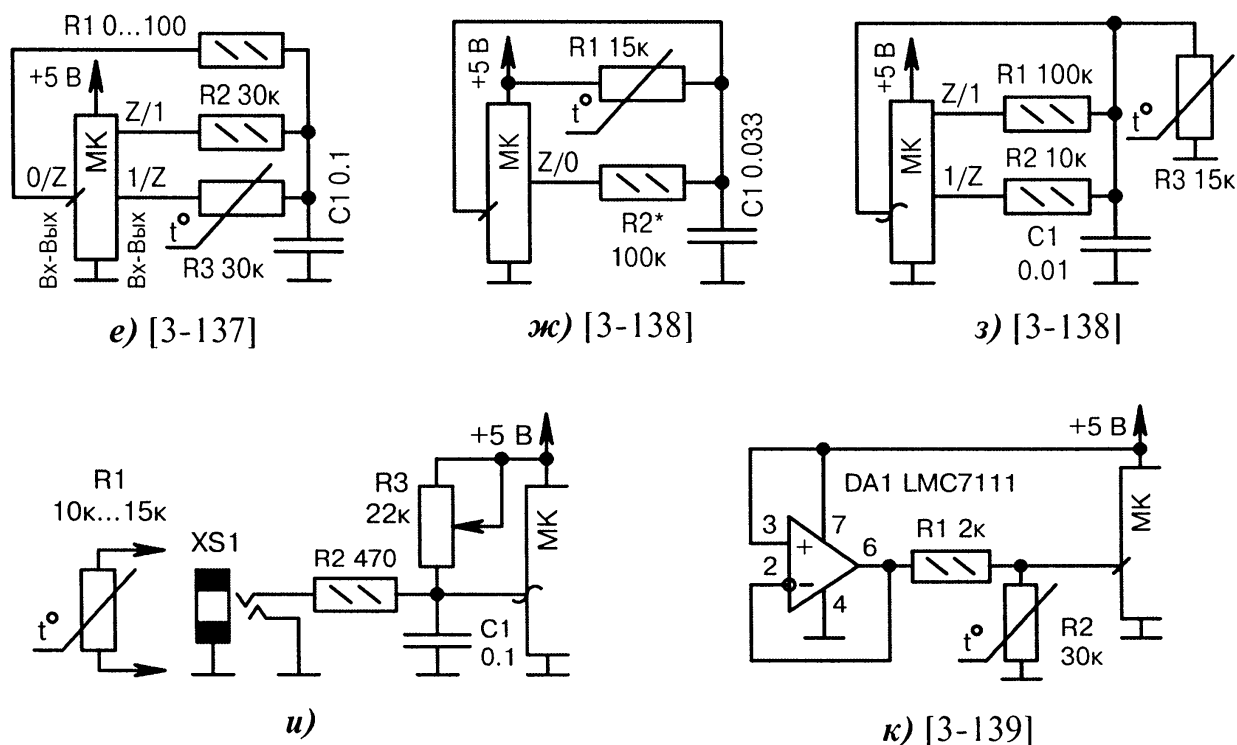 R1 0...100
+5 В
R2 30к
Z/1
МК
0/Z
1/Z
Вх-Вых
Вх-Вых
t°
R3 30к
C1 0.1
е) [3-137]
+5 В
R1 15к
t°
МК
Z/0
R2*
100к
C1 0.033
ж) [3-138]
+5 В
Z/1
R1 100к
МК
1/Z
R2 10к
t°
R3 15к
C1
0.01
з) [3-138]
R1
10к...15к
t°
XS1
R2 470
R3
22к
+5 В
МК
C1
0.1
и)
+5 В
DA1 LMC7111
МК
3
+
7
2
−
6
4
R1 2к
t°
R2
30к
к) [3-139]